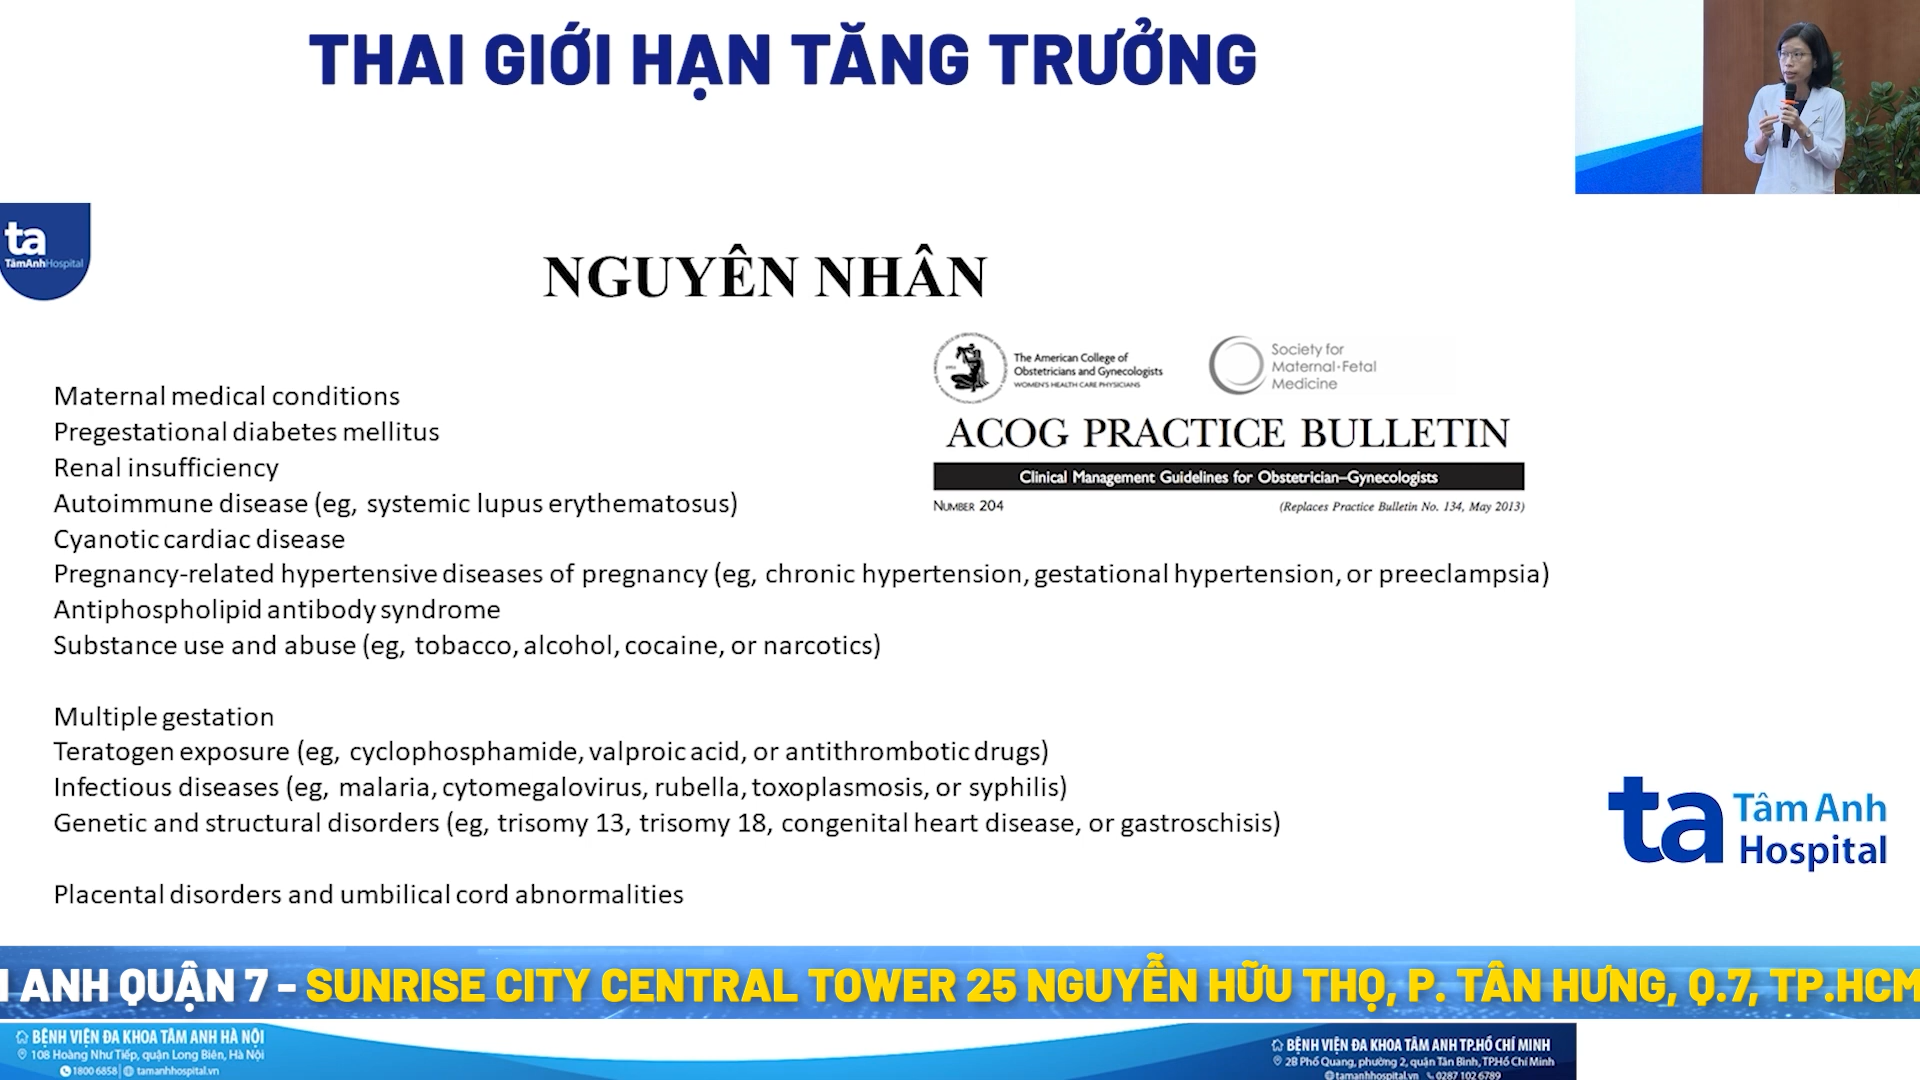 THAI GIỚI HẠN TĂNG TRƯỞNG
ta
TâmAnhHospital
NGUYÊN NHÂN
The American College of
Obstetricians and Gynecologists
WOMEN'S HEALTH CARE PHYSICIANS
Society for
Maternal-Fetal
Medicine
ACOG PRACTICE BULLETIN
Clinical Management Guidelines for Obstetrician–Gynecologists
NUMBER 204
(Replaces Practice Bulletin No. 134, May 2013)
Maternal medical conditions
Pregestational diabetes mellitus
Renal insufficiency
Autoimmune disease (eg, systemic lupus erythematosus)
Cyanotic cardiac disease
Pregnancy-related hypertensive diseases of pregnancy (eg, chronic hypertension, gestational hypertension, or preeclampsia)
Antiphospholipid antibody syndrome
Substance use and abuse (eg, tobacco, alcohol, cocaine, or narcotics)
Multiple gestation
Teratogen exposure (eg, cyclophosphamide, valproic acid, or antithrombotic drugs)
Infectious diseases (eg, malaria, cytomegalovirus, rubella, toxoplasmosis, or syphilis)
Genetic and structural disorders (eg, trisomy 13, trisomy 18, congenital heart disease, or gastroschisis)
Placental disorders and umbilical cord abnormalities
ta Tâm Anh
Hospital
ANH QUẬN 7 - SUNRISE CITY CENTRAL TOWER 25 NGUYỄN HỮU THỌ, P. TÂN HƯNG, Q.7, TP.HCM
BỆNH VIỆN ĐA KHOA TÂM ANH HÀ NỘI
108 Hoàng Như Tiếp, quận Long Biên, Hà Nội
1800 6858 | tamanhhospital.vn
BỆNH VIỆN ĐA KHOA TÂM ANH TP.HỒ CHÍ MINH
2B Phổ Quang, phường 2, quận Tân Bình, TP.Hồ Chí Minh
tamanhhospital.vn 0287 102 6789